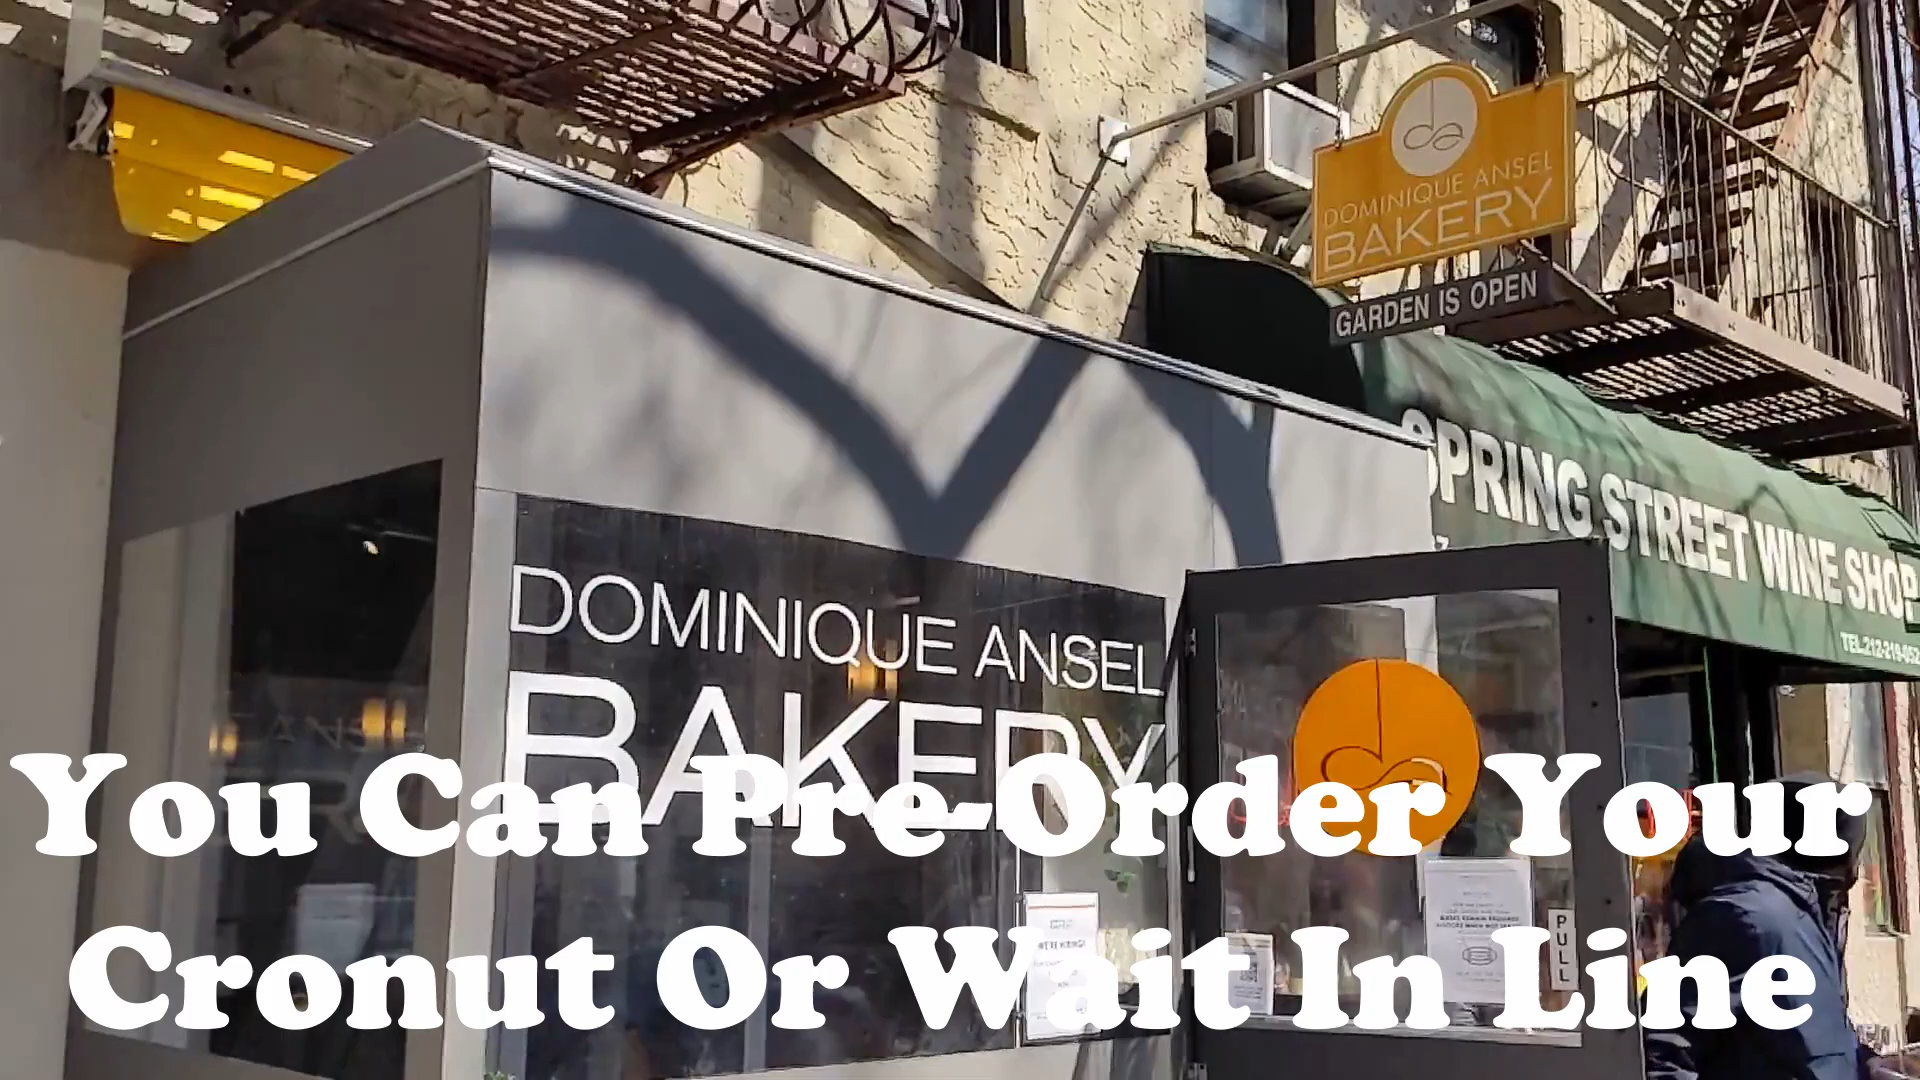 DOMINIQUE ANSEL
BAKERY
GARDEN IS OPEN
SPRING STREET WINE SHOP
DOMINIQUE ANSEL
BAKERY
PULL
You Can Pre-Order Your
Cronut Or Wait In Line